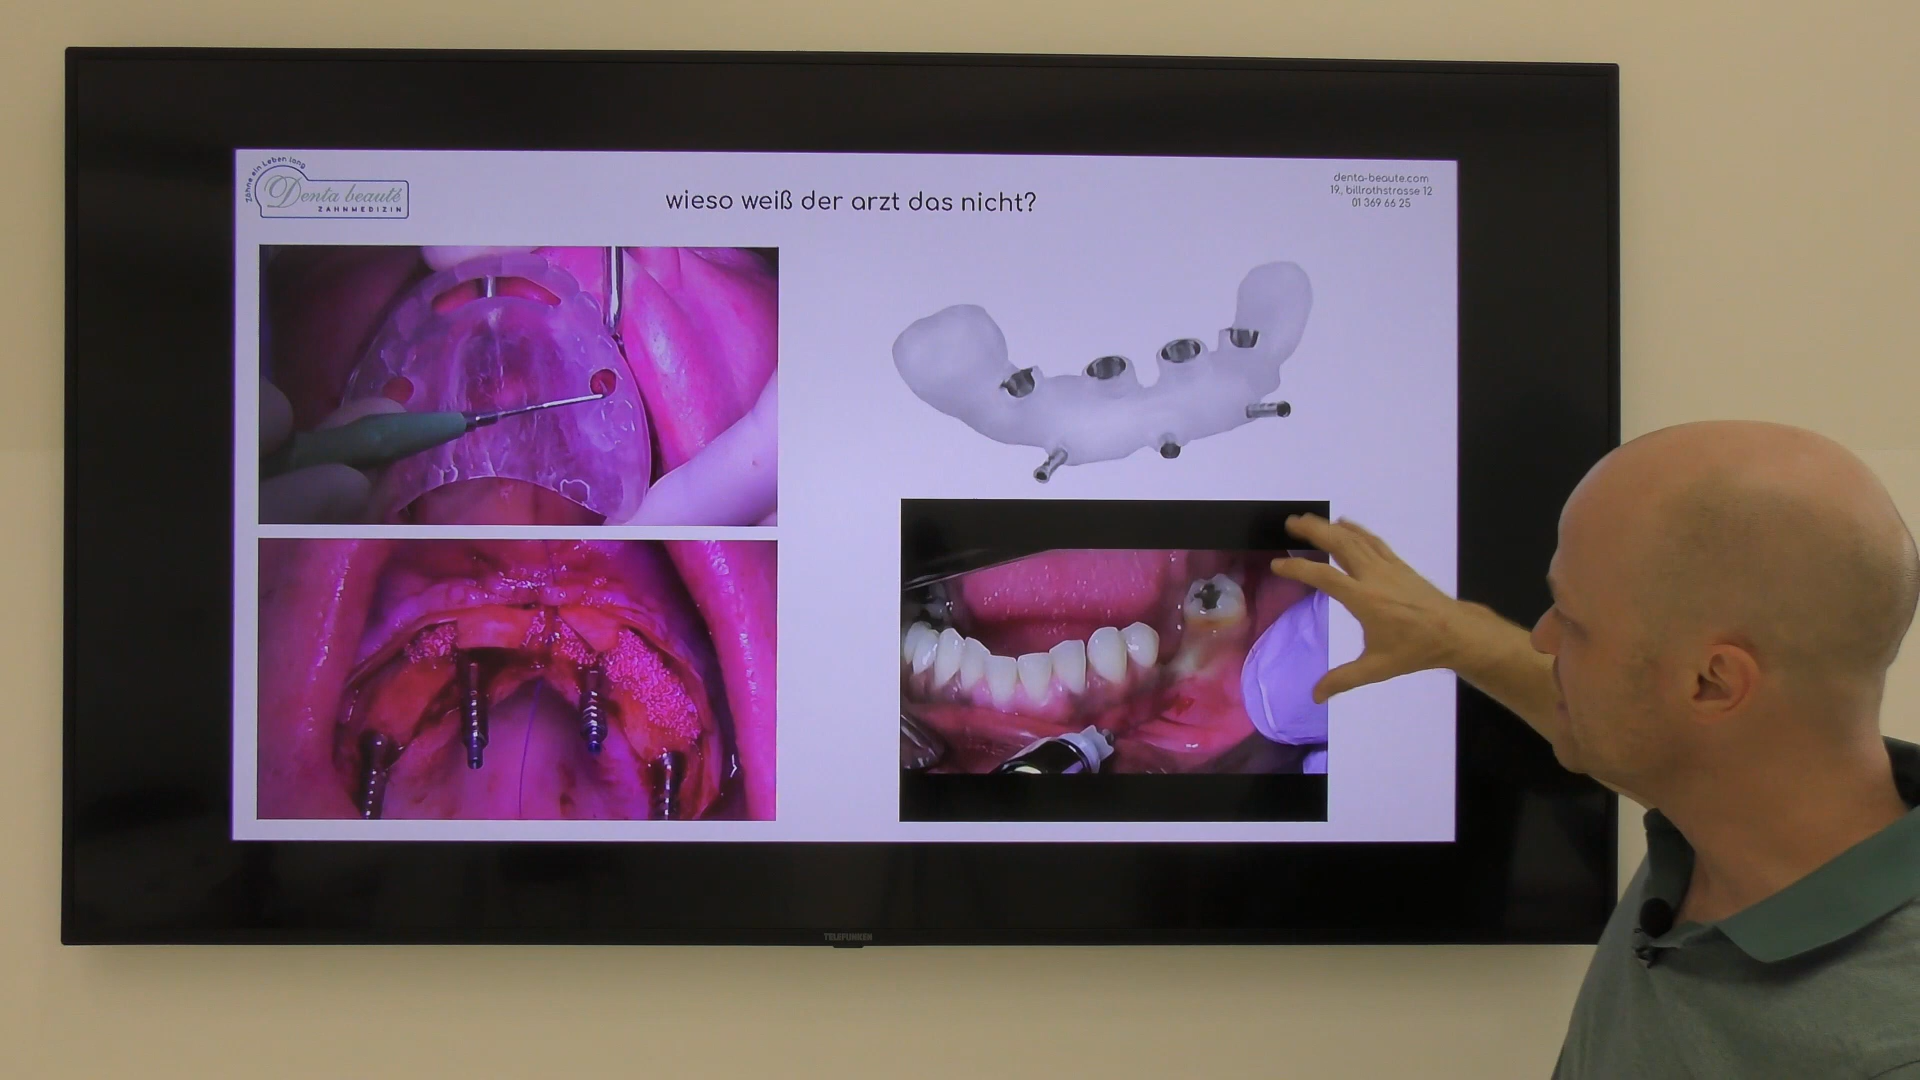 Zähne ein Leben lang
Denta beauté
ZAHNMEDIZIN
wieso weiß der arzt das nicht?
denta-beaute.com
19., billrothstrasse 12
01 369 66 25
TELEFUNKEN